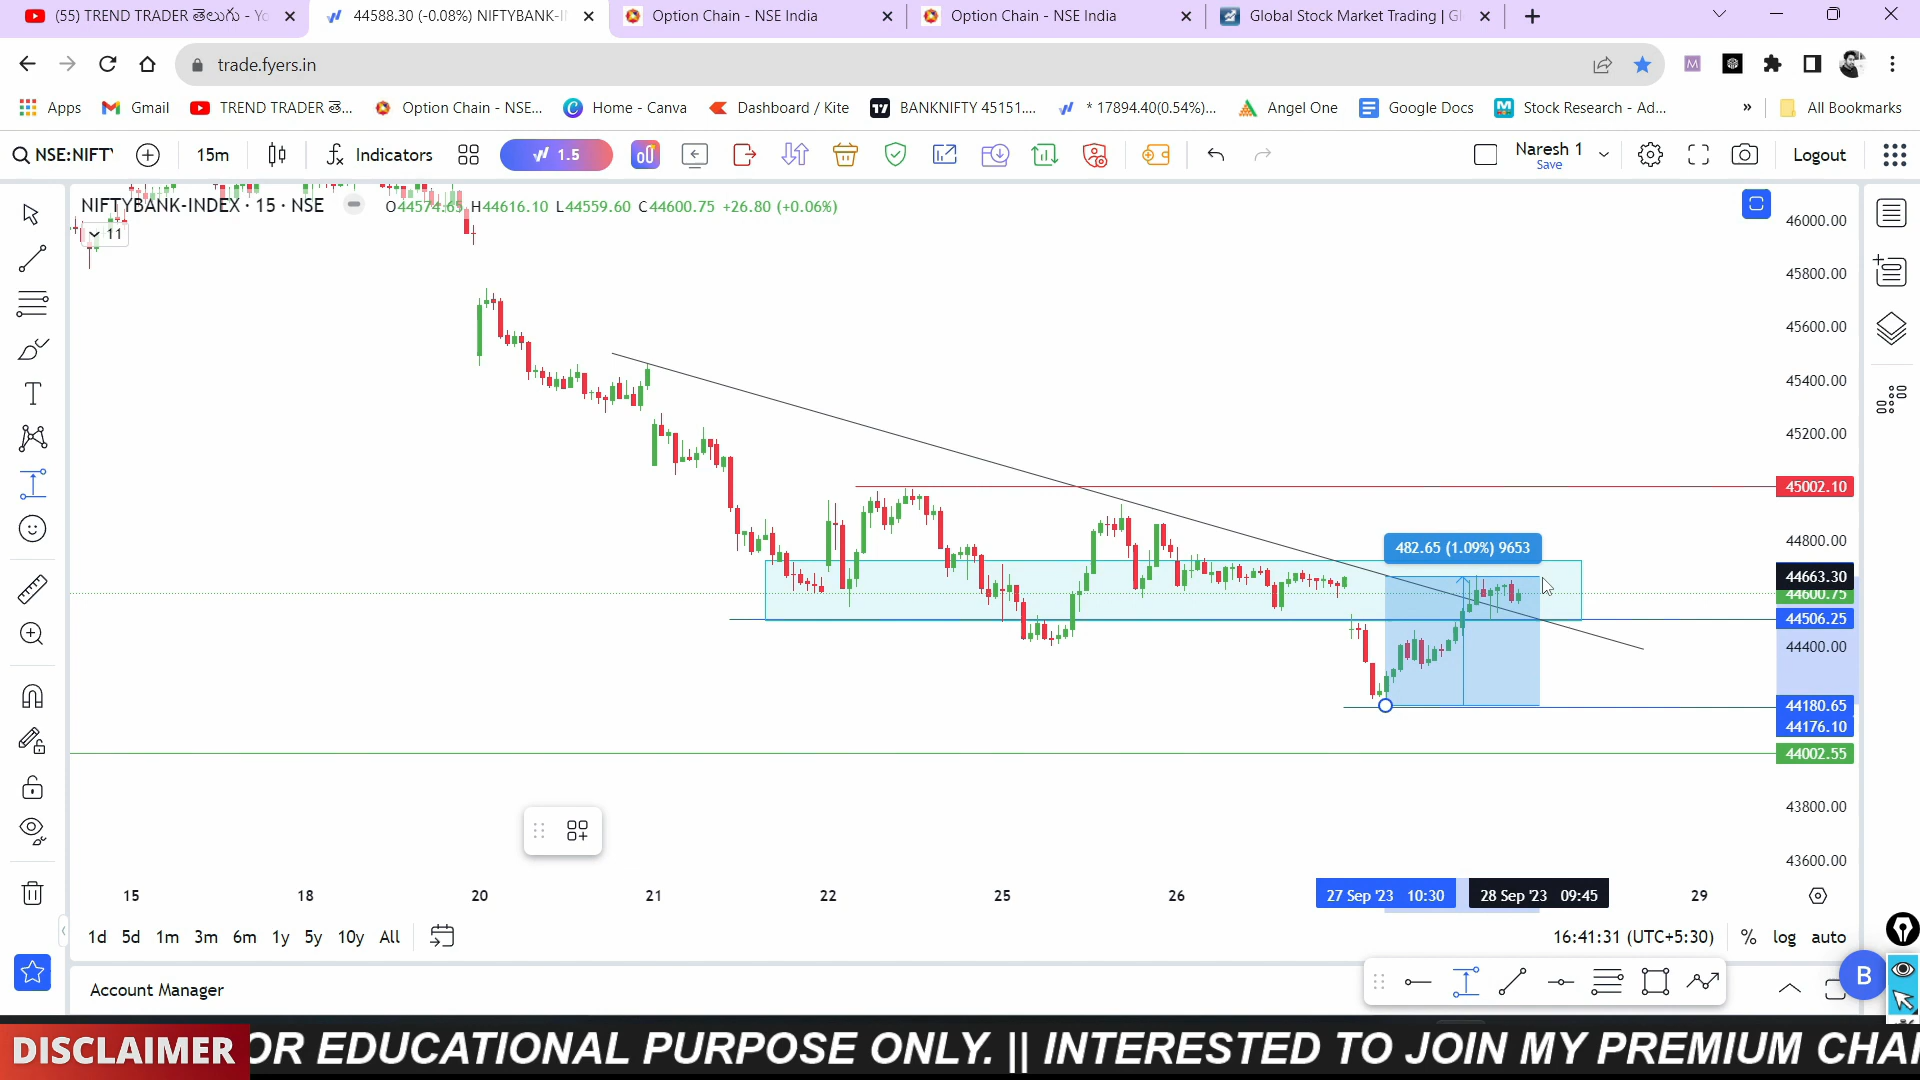 (55) TREND TRADER తెలుగు - Yo
44588.30 (-0.08%) NIFTYBANK-I
Option Chain - NSE India
Option Chain - NSE India
Global Stock Market Trading | Gl
trade.fyers.in
Apps
Gmail
TREND TRADER తె...
Option Chain - NSE...
Home - Canva
Dashboard / Kite
BANKNIFTY 45151....
* 17894.40(0.54%)...
Angel One
Google Docs
Stock Research - Ad...
»
All Bookmarks
NSE:NIFT
15m
Indicators
1.5
Naresh 1
Save
Logout
NIFTYBANK-INDEX · 15 · NSE
O44574.65 H44616.10 L44559.60 C44600.75 +26.80 (+0.06%)
11
46000.00
45800.00
45600.00
45400.00
45200.00
45002.10
44800.00
482.65 (1.09%) 9653
44663.30
44600.75
44506.25
44400.00
44180.65
44176.10
44002.55
43800.00
43600.00
15 18 20 21 22 25 26 27 Sep '23 10:30 28 Sep '23 09:45 29
1d 5d 1m 3m 6m 1y 5y 10y All
16:41:31 (UTC+5:30) % log auto
Account Manager
B
DISCLAIMER OR EDUCATIONAL PURPOSE ONLY. || INTERESTED TO JOIN MY PREMIUM CHA